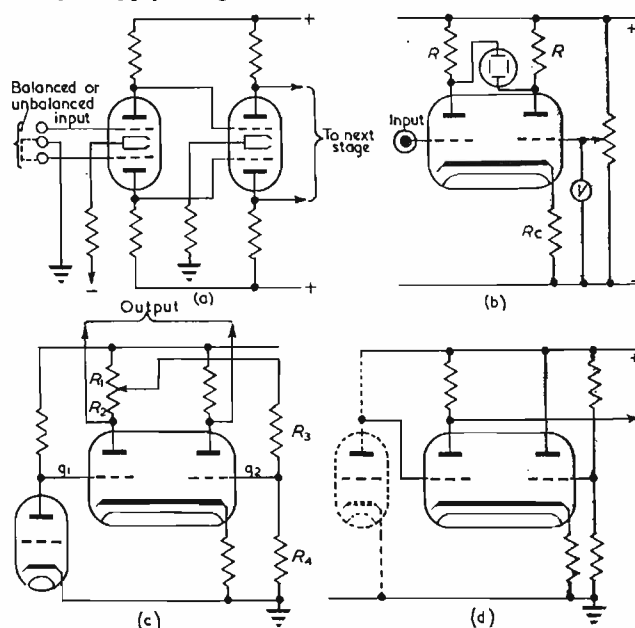 +
+
R
R
Balanced or
unbalanced
input
To next
stage
Input
V
Rc
−
+
−
(a)
(b)
Output
+
R1
R2
R3
g1
g2
R4
(c)
(d)